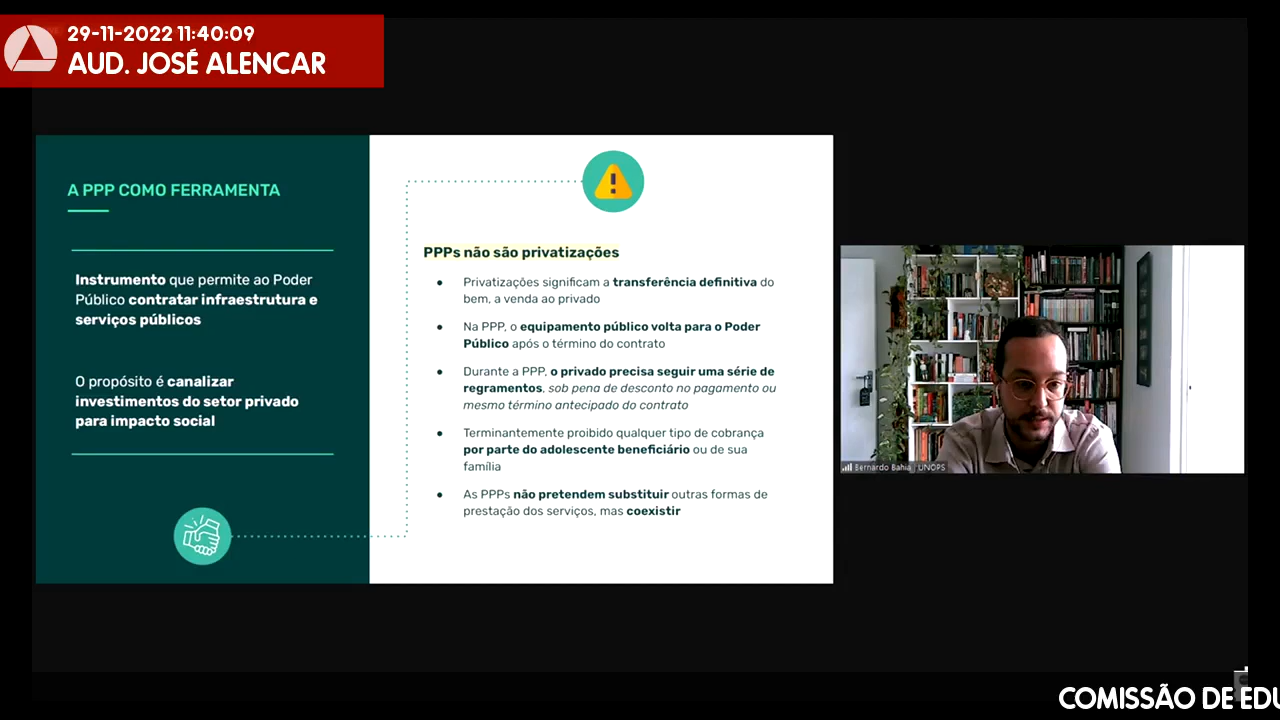 29-11-2022 11:40:09
AUD. JOSÉ ALENCAR
A PPP COMO FERRAMENTA
Instrumento que permite ao Poder
Público contratar infraestrutura e
serviços públicos
O propósito é canalizar
investimentos do setor privado
para impacto social
PPPs não são privatizações
● Privatizações significam a transferência definitiva do
bem, a venda ao privado
● Na PPP, o equipamento público volta para o Poder
Público após o término do contrato
● Durante a PPP, o privado precisa seguir uma série de
regramentos, sob pena de desconto no pagamento ou
mesmo término antecipado do contrato
● Terminantemente proibido qualquer tipo de cobrança
por parte do adolescente beneficiário ou de sua
família
● As PPPs não pretendem substituir outras formas de
prestação dos serviços, mas coexistir
Bernardo Bahia | UNOPS
COMISSÃO DE EDU